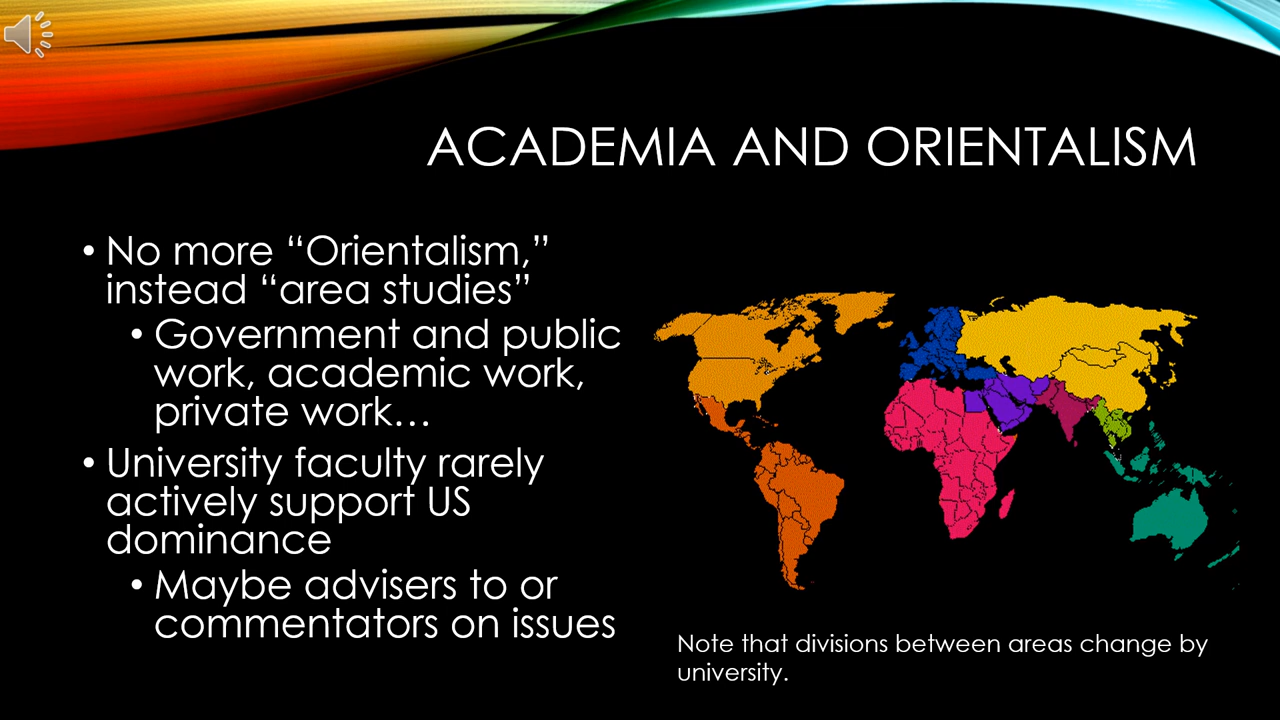 ACADEMIA AND ORIENTALISM
• No more “Orientalism,”
instead “area studies”
• Government and public
work, academic work,
private work…
• University faculty rarely
actively support US
dominance
• Maybe advisers to or
commentators on issues
Note that divisions between areas change by
university.